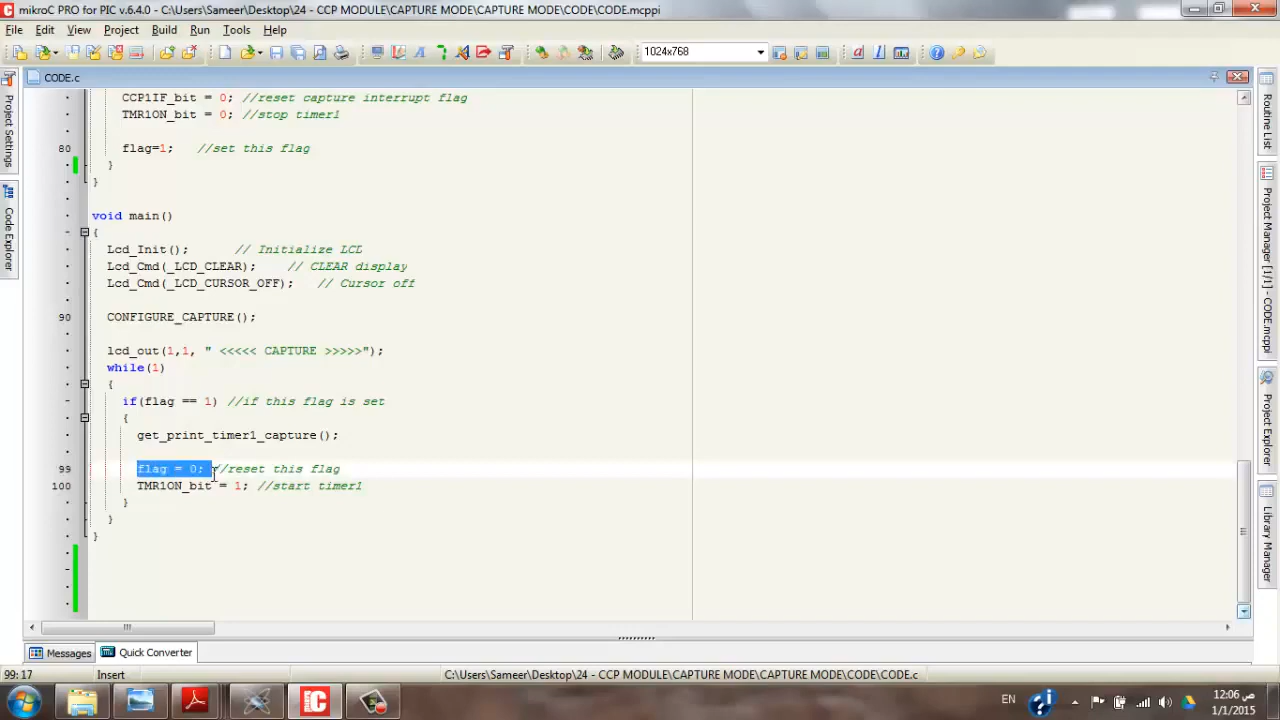 mikroC PRO for PIC v.6.4.0 - C:\Users\Sameer\Desktop\24 - CCP MODULE\CAPTURE MODE\CAPTURE MODE\CODE\CODE.mcppi
File Edit View Project Build Run Tools Help
1024x768
CODE.c
CCP1IF_bit = 0; //reset capture interrupt flag
TMR1ON_bit = 0; //stop timer1
80 flag=1; //set this flag
}
}
void main()
{
Lcd_Init(); // Initialize LCD
Lcd_Cmd(_LCD_CLEAR); // CLEAR display
Lcd_Cmd(_LCD_CURSOR_OFF); // Cursor off
90 CONFIGURE_CAPTURE();
lcd_out(1,1, " <<<<< CAPTURE >>>>>");
while(1)
{
if(flag == 1) //if this flag is set
{
get_print_timer1_capture();
99 flag = 0; //reset this flag
100 TMR1ON_bit = 1; //start timer1
}
}
}
Project Settings
Code Explorer
Routine List
Project Manager [1/1] - CODE.mcppi
Project Explorer
Library Manager
Messages Quick Converter
99:17 Insert C:\Users\Sameer\Desktop\24 - CCP MODULE\CAPTURE MODE\CAPTURE MODE\CODE\CODE.c
EN
12:06 ص
1/1/2015